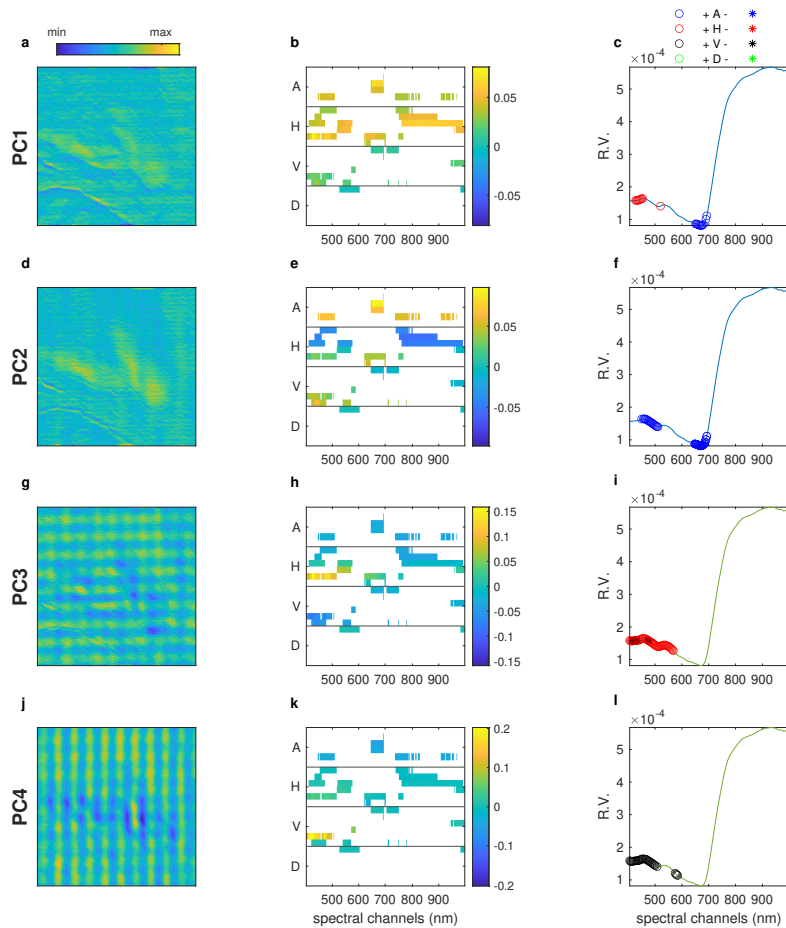 + A -
+ H -
+ V -
+ D -
min max
a b c
PC1
A
H
V
D
500 600 700 800 900
0.05
0
-0.05
×10⁻⁴
R.V.
5
4
3
2
1
500 600 700 800 900
d e f
PC2
A
H
V
D
500 600 700 800 900
0.05
0
-0.05
×10⁻⁴
R.V.
5
4
3
2
1
500 600 700 800 900
g h i
PC3
A
H
V
D
500 600 700 800 900
0.15
0.1
0.05
0
-0.05
-0.1
-0.15
×10⁻⁴
R.V.
5
4
3
2
1
500 600 700 800 900
j k l
PC4
A
H
V
D
500 600 700 800 900
spectral channels (nm)
0.2
0.1
0
-0.1
-0.2
×10⁻⁴
R.V.
5
4
3
2
1
500 600 700 800 900
spectral channels (nm)